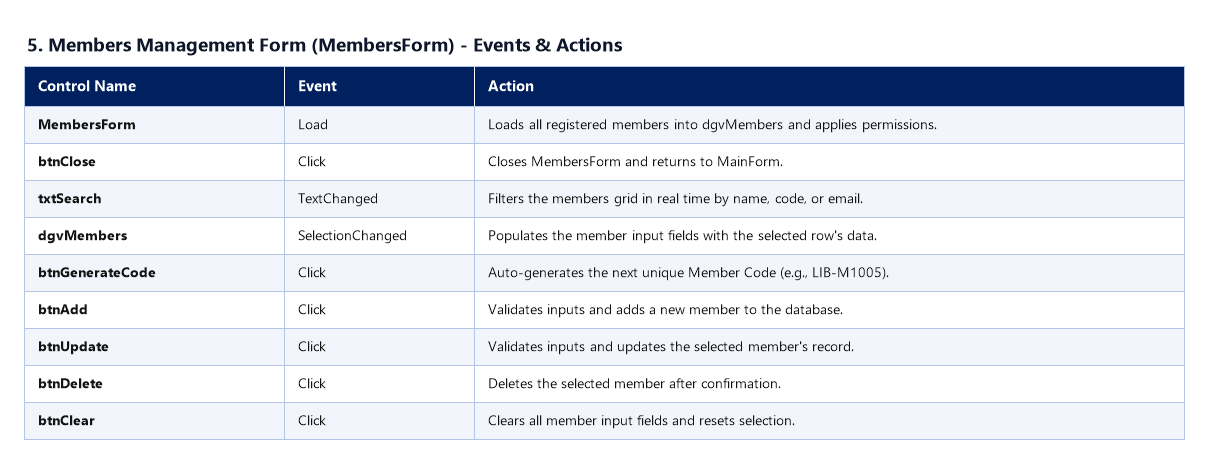 5. Members Management Form (MembersForm) - Events & Actions
Control Name Event Action
MembersForm Load Loads all registered members into dgvMembers and applies permissions.
btnClose Click Closes MembersForm and returns to MainForm.
txtSearch TextChanged Filters the members grid in real time by name, code, or email.
dgvMembers SelectionChanged Populates the member input fields with the selected row's data.
btnGenerateCode Click Auto-generates the next unique Member Code (e.g., LIB-M1005).
btnAdd Click Validates inputs and adds a new member to the database.
btnUpdate Click Validates inputs and updates the selected member's record.
btnDelete Click Deletes the selected member after confirmation.
btnClear Click Clears all member input fields and resets selection.